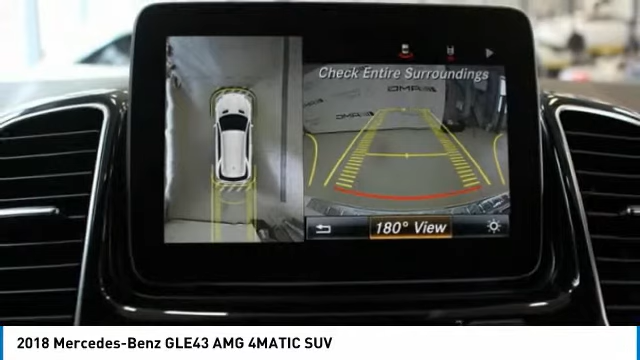 Check Entire Surroundings
180° View
2018 Mercedes-Benz GLE43 AMG 4MATIC SUV